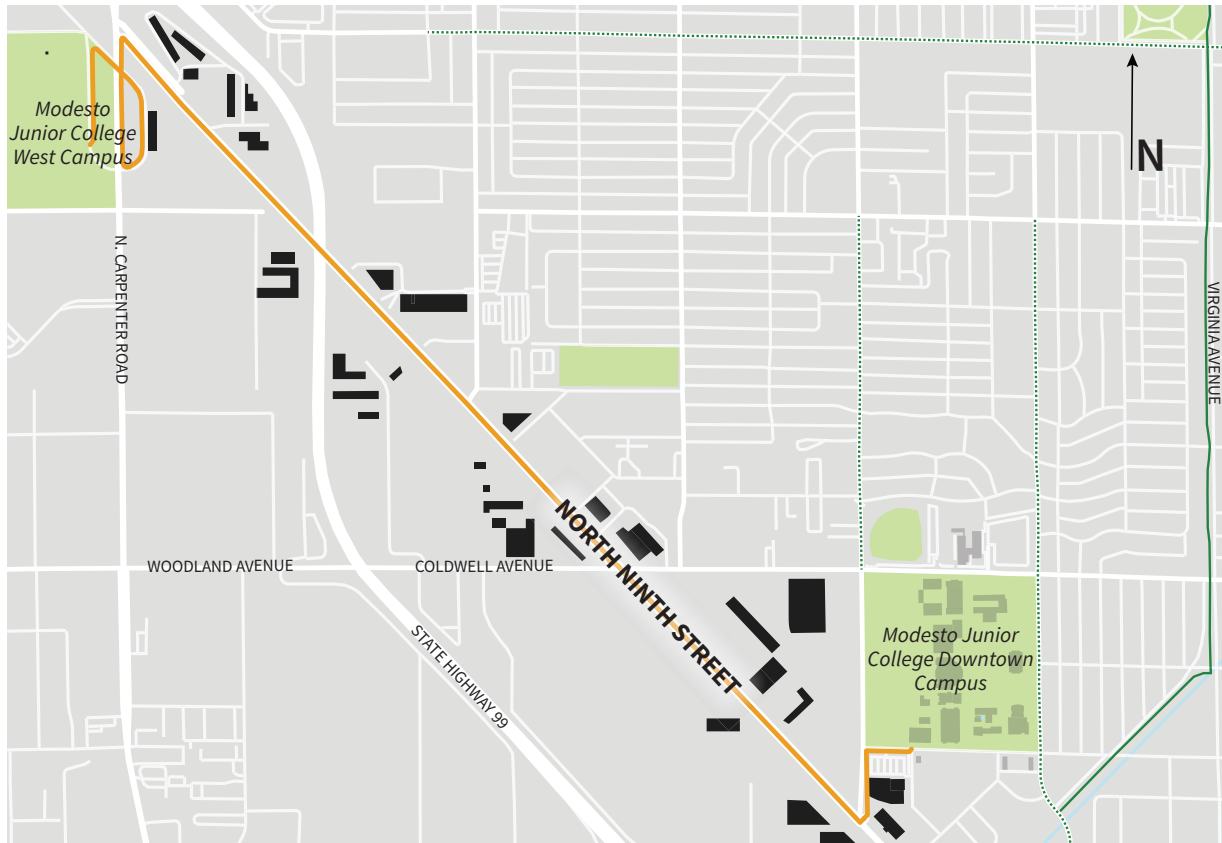 Modesto
Junior College
West Campus
N
N. CARPENTER ROAD
VIRGINIA AVENUE
WOODLAND AVENUE
COLDWELL AVENUE
NORTH NINTH STREET
STATE HIGHWAY 99
Modesto Junior
College Downtown
Campus